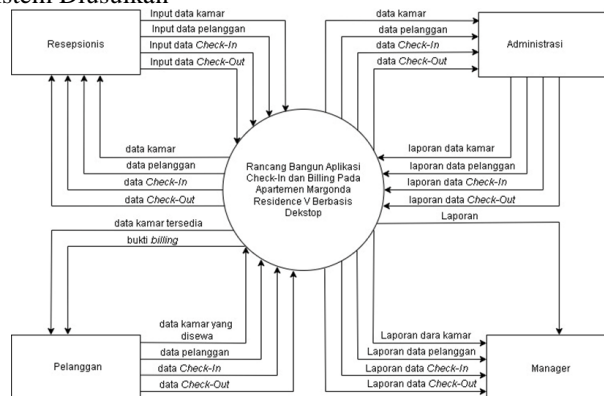 Input data kamar
Input data pelanggan
Input data Check-In
Input data Check-Out
Resepsionis
data kamar
data pelanggan
data Check-In
data Check-Out
Administrasi
data kamar
data pelanggan
data Check-In
data Check-Out
Rancang Bangun Aplikasi
Check-In dan Billing Pada
Apartemen Margonda
Residence V Berbasis
Dekstop
laporan data kamar
laporan data pelanggan
laporan data Check-In
laporan data Check-Out
Laporan
data kamar tersedia
bukti billing
Pelanggan
data kamar yang
disewa
data pelanggan
data Check-In
data Check-Out
Laporan dara kamar
Laporan data pelanggan
Laporan data Check-In
Laporan data Check-Out
Manager